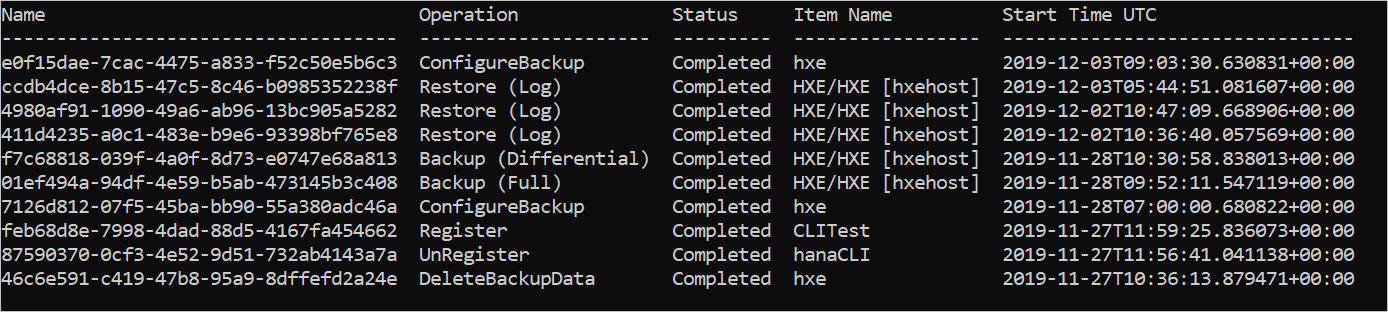 Name                                  Operation              Status     Item Name          Start Time UTC
------------------------------------  ---------------------  ---------  -----------------  --------------------------------
e0f15dae-7cac-4475-a833-f52c50e5b6c3  ConfigureBackup        Completed  hxe                2019-12-03T09:03:30.630831+00:00
ccdb4dce-8b15-47c5-8c46-b0985352238f  Restore (Log)          Completed  HXE/HXE [hxehost]  2019-12-03T05:44:51.081607+00:00
4980af91-1090-49a6-ab96-13bc905a5282  Restore (Log)          Completed  HXE/HXE [hxehost]  2019-12-02T10:47:09.668906+00:00
411d4235-a0c1-483e-b9e6-93398bf765e8  Restore (Log)          Completed  HXE/HXE [hxehost]  2019-12-02T10:36:40.057569+00:00
f7c68818-039f-4a0f-8d73-e0747e68a813  Backup (Differential)  Completed  HXE/HXE [hxehost]  2019-11-28T10:30:58.838013+00:00
01ef494a-94df-4e59-b5ab-473145b3c408  Backup (Full)          Completed  HXE/HXE [hxehost]  2019-11-28T09:52:11.547119+00:00
7126d812-07f5-45ba-bb90-55a380adc46a  ConfigureBackup        Completed  hxe                2019-11-28T07:00:00.680822+00:00
feb68d8e-7998-4dad-88d5-4167fa454662  Register               Completed  CLITest            2019-11-27T11:59:25.836073+00:00
87590370-0cf3-4e52-9d51-732ab4143a7a  UnRegister             Completed  hanaCLI            2019-11-27T11:56:41.041138+00:00
46c6e591-c419-47b8-95a9-8dffefd2a24e  DeleteBackupData       Completed  hxe                2019-11-27T10:36:13.879471+00:00